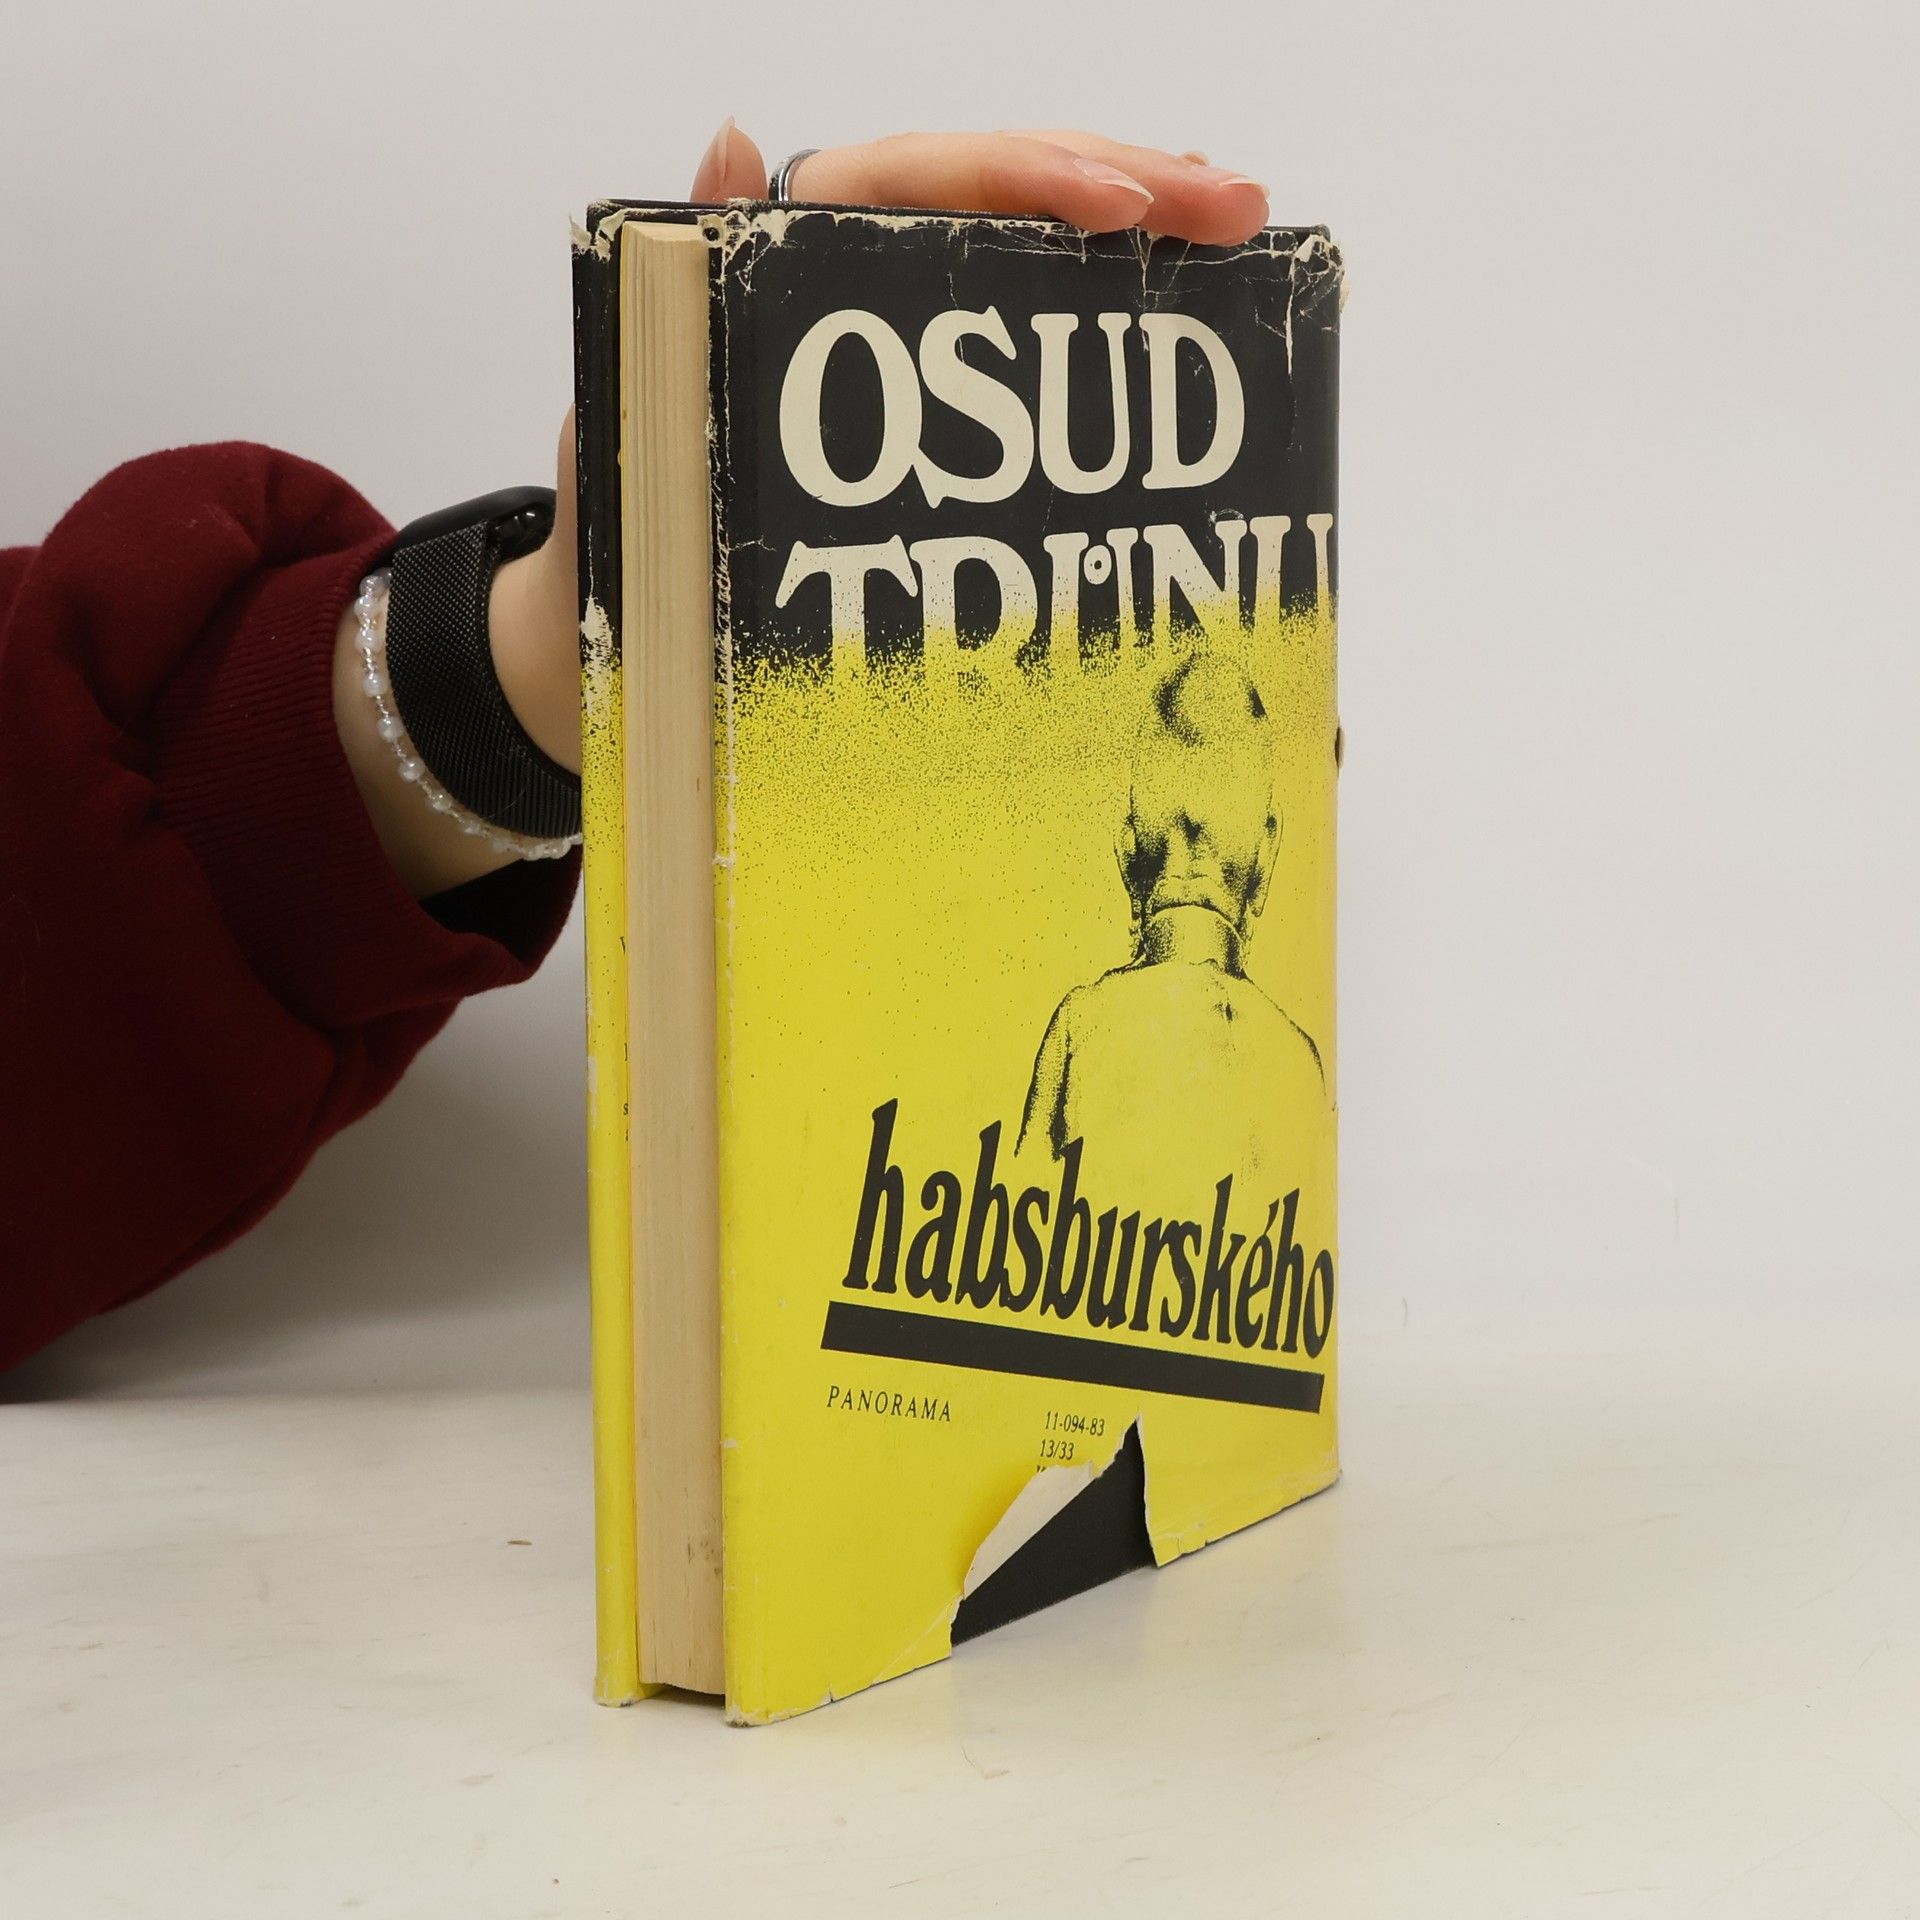 OSUD
TRŮNU
habsburského
PANORAMA
11-094-83
13/33